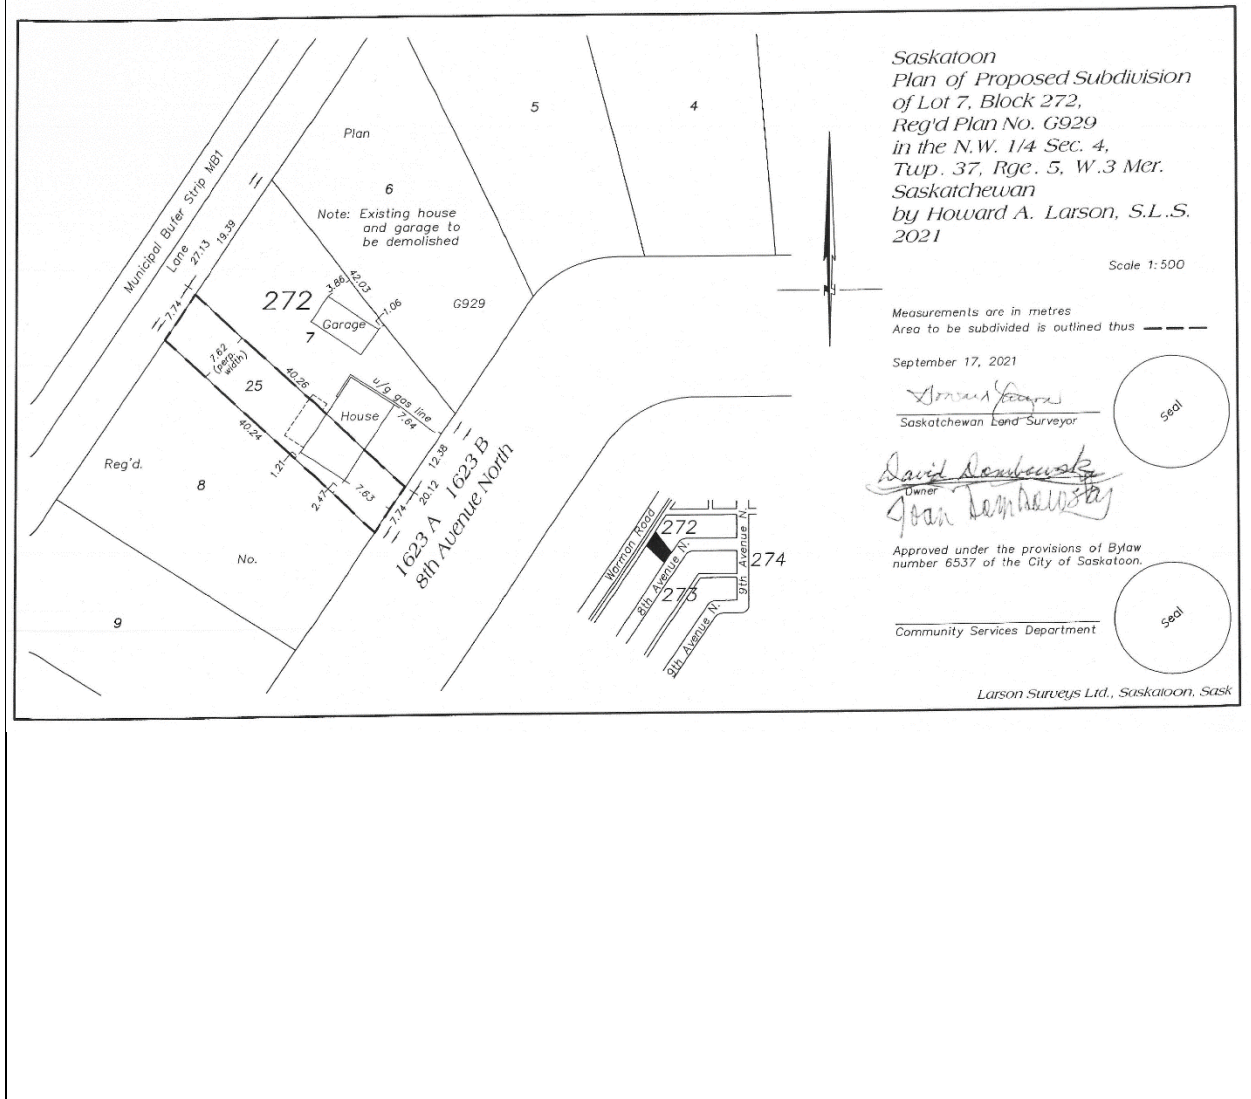 Saskatoon
Plan of Proposed Subdivision
of Lot 7, Block 272,
Reg'd Plan No. G929
in the N.W. 1/4 Sec. 4,
Twp. 37, Rge. 5, W.3 Mer.
Saskatchewan
by Howard A. Larson, S.L.S.
2021
Scale 1:500
Measurements are in metres
Area to be subdivided is outlined thus
September 17, 2021
Saskatchewan Land Surveyor
Seal
David Dombowsky
Owner
Joan Dombowsky
Approved under the provisions of Bylaw
number 6537 of the City of Saskatoon.
Community Services Department
Seal
Larson Surveys Ltd., Saskatoon, Sask
Municipal Bufer Strip MB1
Lane
27.13
19.39
7.74
Plan
5
4
6
Note: Existing house
and garage to
be demolished
3.86
42.03
1.06
272
Garage
7
G929
7.62
(perp.
width)
25
40.26
u/g gas line
House
7.64
40.24
1.21
2.47
7.63
12.38
20.12
7.74
1623 A 1623 B
8th Avenue North
Reg'd.
8
No.
9
N
Warman Road
272
8th Avenue N.
273
9th Avenue N.
9th Avenue N.
274